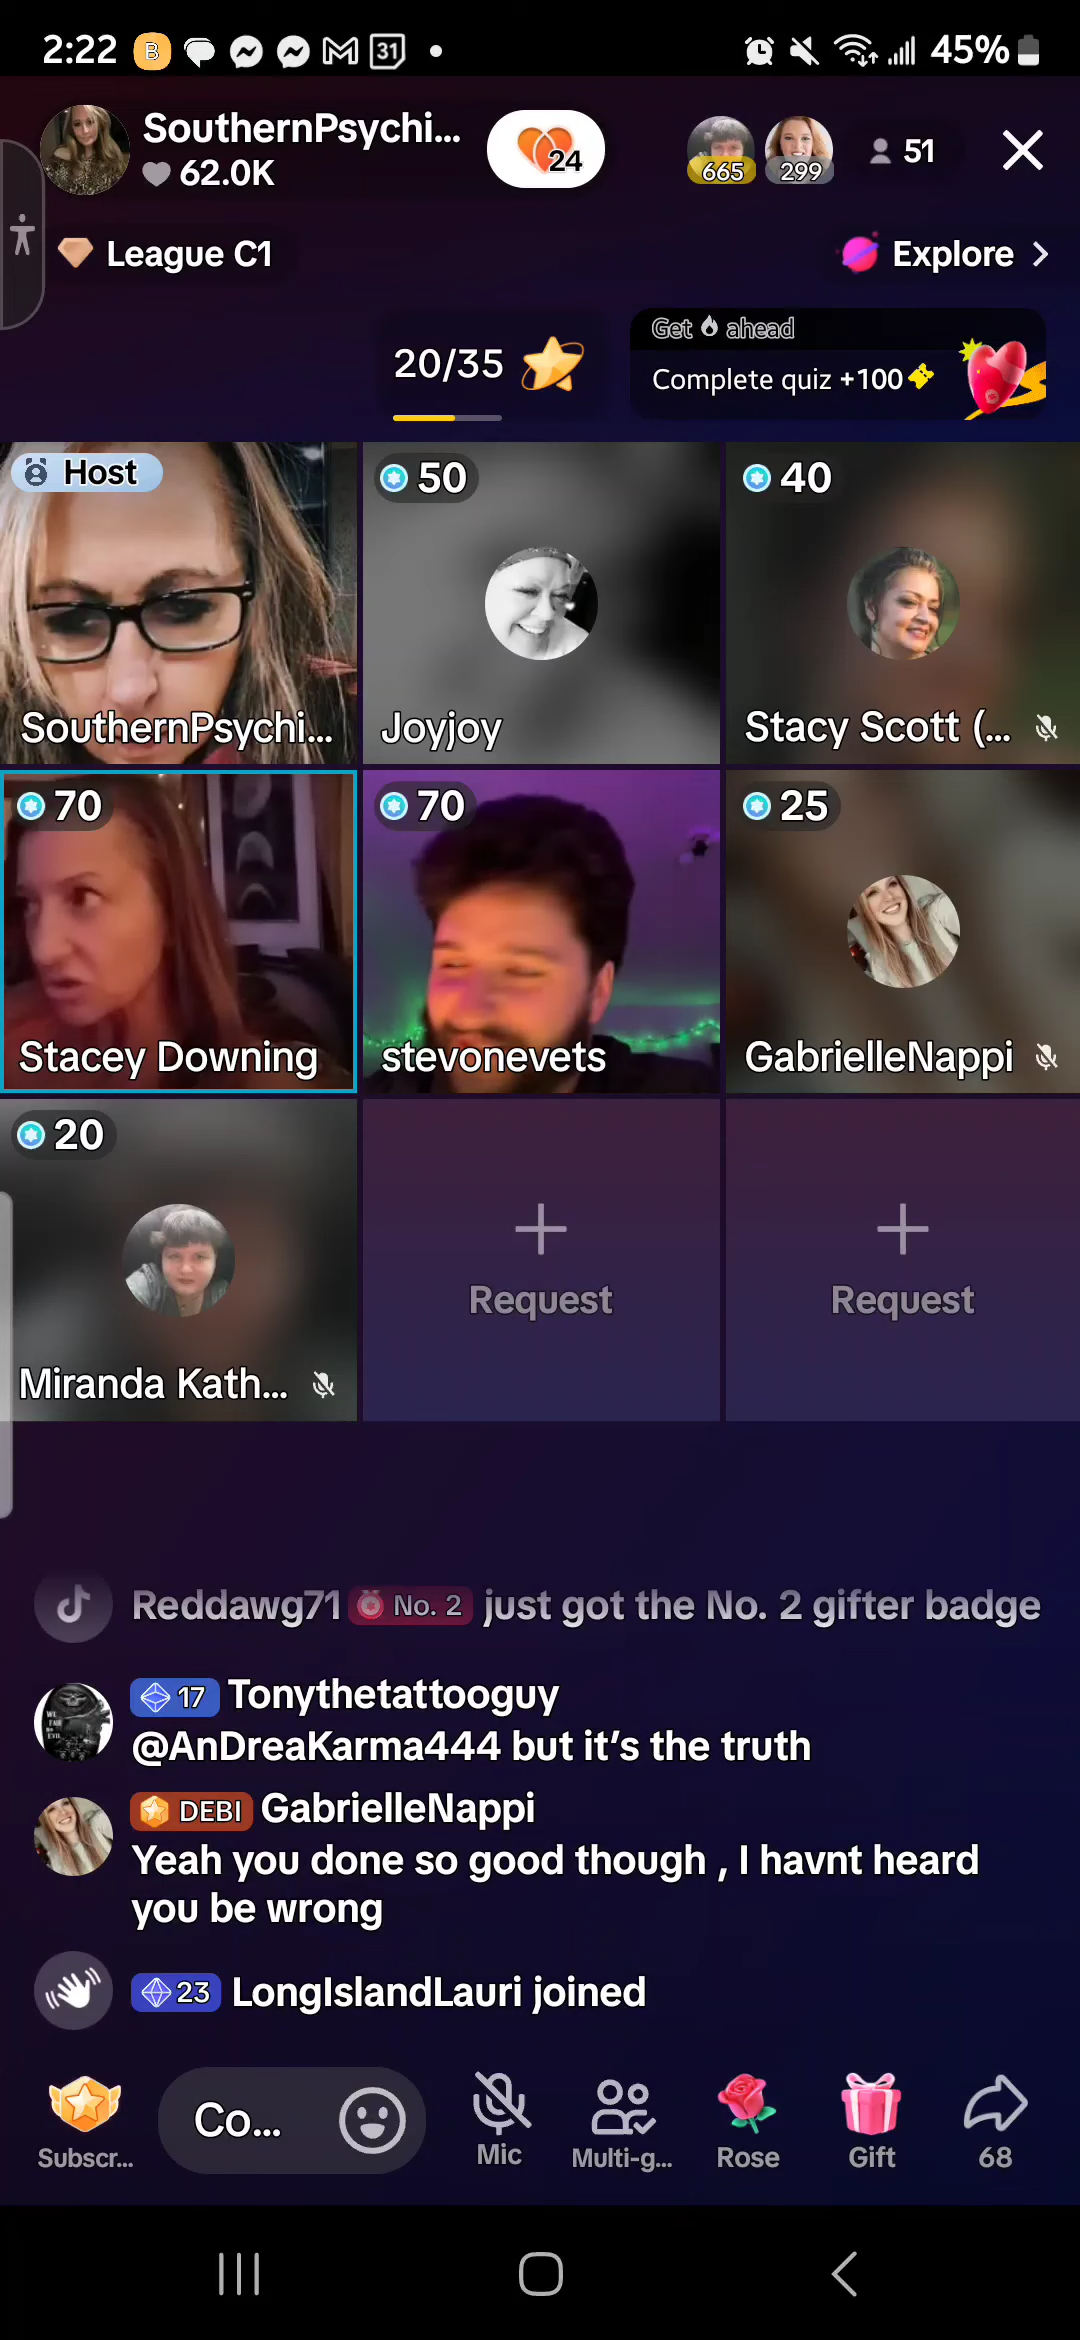 2:22 B 31 45%
SouthernPsychi...
62.0K
24
665
299
51
League C1
Explore
20/35
Get ahead
Complete quiz +100
Host
SouthernPsychi...
50
Joyjoy
40
Stacy Scott (...
70
Stacey Downing
70
stevonevets
25
GabrielleNappi
20
Miranda Kath...
Request
Request
Reddawg71 No. 2 just got the No. 2 gifter badge
17 Tonythetattooguy
@AnDreaKarma444 but it’s the truth
DEBI GabrielleNappi
Yeah you done so good though , I havnt heard
you be wrong
23 LongIslandLauri joined
Co...
Subscr...
Mic
Multi-g...
Rose
Gift
68